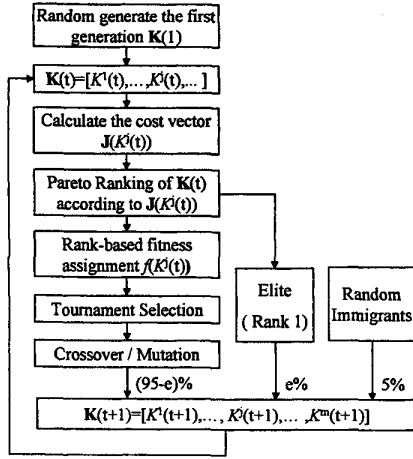 Random generate the first
generation K(1)
K(t)=[K¹(t),…,Kʲ(t),… ]
Calculate the cost vector
J(Kʲ(t))
Pareto Ranking of K(t)
according to J(Kʲ(t))
Rank-based fitness
assignment f(Kʲ(t))
Tournament Selection
Crossover / Mutation
Elite
( Rank 1)
Random
Immigrants
(95-e)%
e%
5%
K(t+1)=[K¹(t+1),…, Kʲ(t+1),… ,Kᵐ(t+1)]